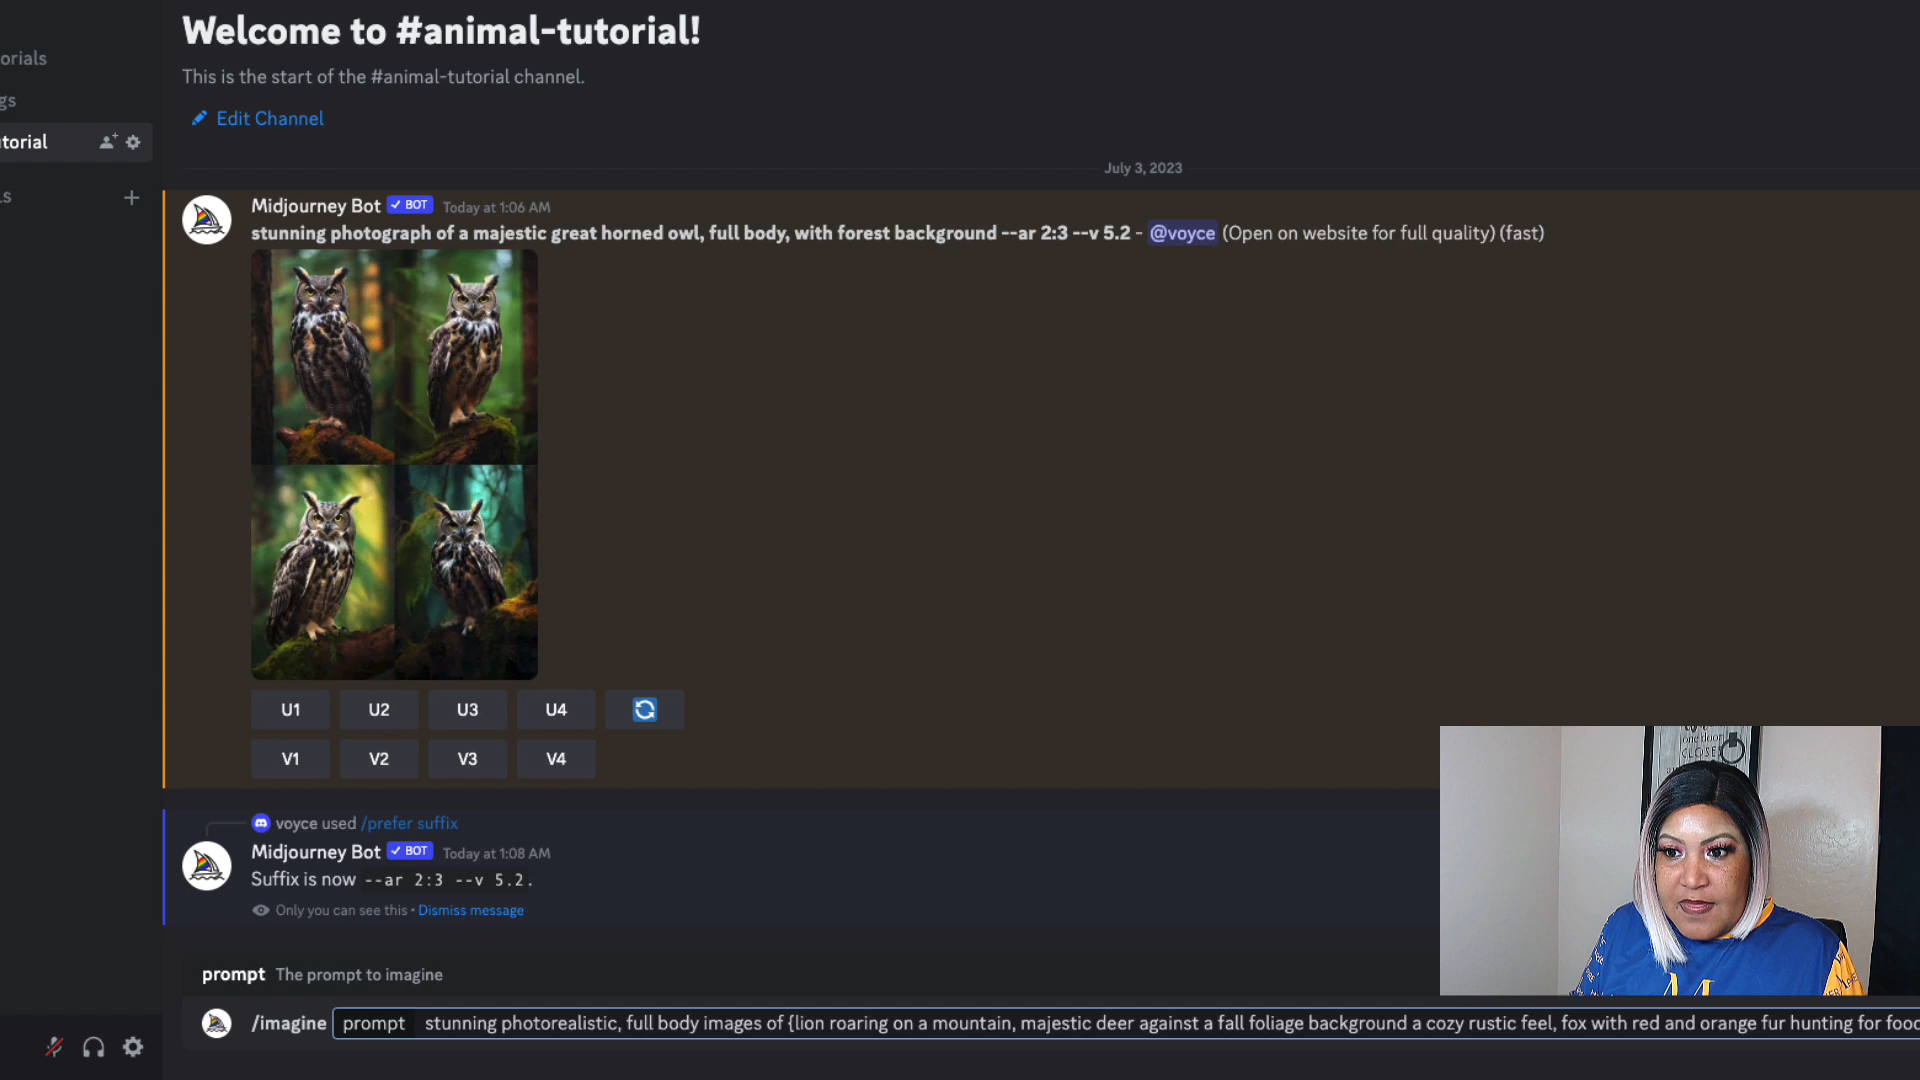 Welcome to #animal-tutorial!
orials
This is the start of the #animal-tutorial channel.
gs
Edit Channel
torial
July 3, 2023
Midjourney Bot ✓ BOT Today at 1:06 AM
stunning photograph of a majestic great horned owl, full body, with forest background --ar 2:3 --v 5.2 - @voyce (Open on website for full quality) (fast)
U1 U2 U3 U4
V1 V2 V3 V4
one door
CLOSES
voyce used /prefer suffix
Midjourney Bot ✓ BOT Today at 1:08 AM
Suffix is now --ar 2:3 --v 5.2.
Only you can see this • Dismiss message
prompt The prompt to imagine
/imagine prompt stunning photorealistic, full body images of {lion roaring on a mountain, majestic deer against a fall foliage background a cozy rustic feel, fox with red and orange fur hunting for food